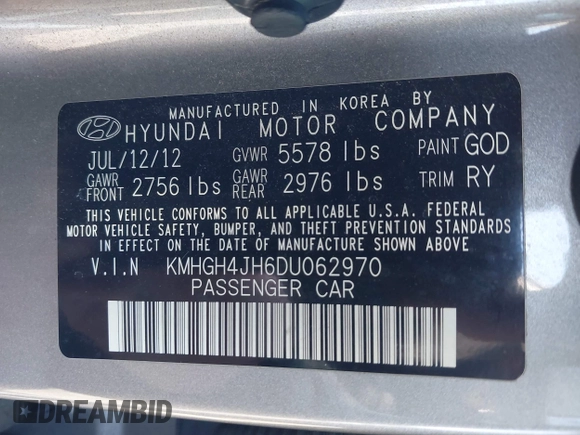 MANUFACTURED IN KOREA BY
HYUNDAI MOTOR COMPANY
JUL/12/12 GVWR 5578 lbs PAINT GOD
GAWR FRONT 2756 lbs GAWR REAR 2976 lbs TRIM RY
THIS VEHICLE CONFORMS TO ALL APPLICABLE U.S.A. FEDERAL
MOTOR VEHICLE SAFETY, BUMPER, AND THEFT PREVENTION STANDARDS
IN EFFECT ON THE DATE OF MANUFACTURE SHOWN ABOVE
V.I.N KMHGH4JH6DU062970
PASSENGER CAR
DREAMBID